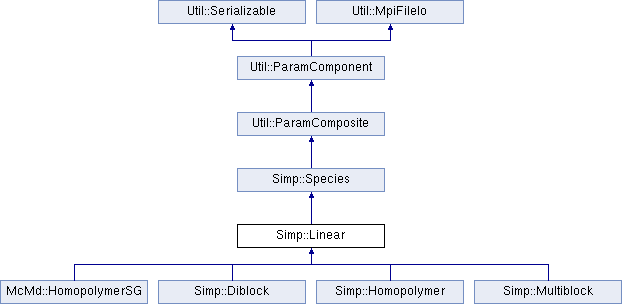 Util::Serializable
Util::MpiFileIo
Util::ParamComponent
Util::ParamComposite
Simp::Species
Simp::Linear
McMd::HomopolymerSG
Simp::Diblock
Simp::Homopolymer
Simp::Multiblock